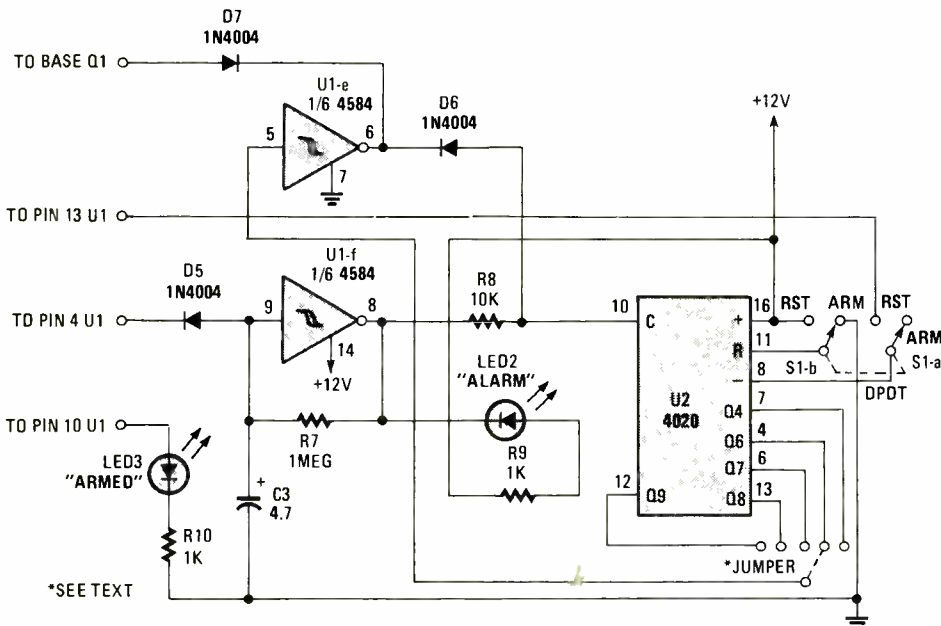 D7
1N4004
TO BASE Q1
U1-e
1/6 4584
D6
1N4004
+12V
5
6
7
TO PIN 13 U1
U1-f
1/6 4584
D5
1N4004
R8
10K
TO PIN 4 U1
9
8
10
C
+
16
RST
ARM
RST
14
+12V
R
11
S1-b
ARM
S1-a
LED2
"ALARM"
–
8
DPDT
U2
4020
Q4
7
TO PIN 10 U1
R7
1MEG
R9
1K
Q6
4
LED3
"ARMED"
Q7
6
C3
4.7
+
12
Q9
Q8
13
R10
1K
*JUMPER
*SEE TEXT